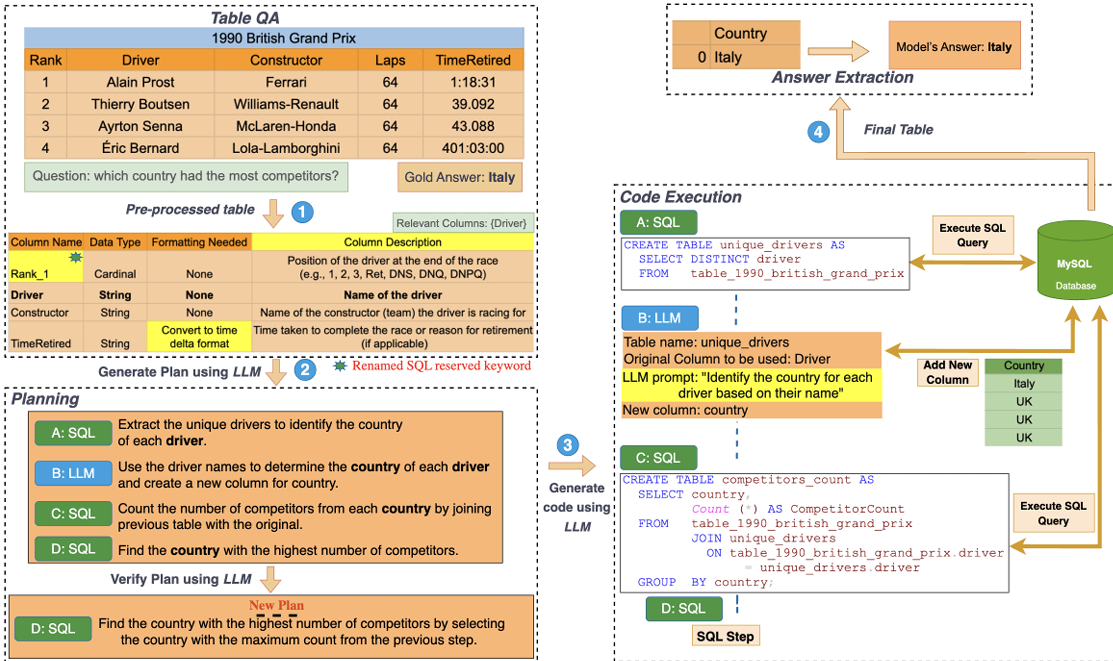 Table QA
1990 British Grand Prix
Rank Driver Constructor Laps TimeRetired
1 Alain Prost Ferrari 64 1:18:31
2 Thierry Boutsen Williams-Renault 64 39.092
3 Ayrton Senna McLaren-Honda 64 43.088
4 Éric Bernard Lola-Lamborghini 64 401:03:00
Question: which country had the most competitors?
Gold Answer: Italy
Pre-processed table
1
Relevant Columns: {Driver}
Column Name Data Type Formatting Needed Column Description
Rank_1 Cardinal None Position of the driver at the end of the race
(e.g., 1, 2, 3, Ret, DNS, DNQ, DNPQ)
Driver String None Name of the driver
Constructor String None Name of the constructor (team) the driver is racing for
TimeRetired String Convert to time
delta format
Time taken to complete the race or reason for retirement
(if applicable)
Generate Plan using LLM
2
Renamed SQL reserved keyword
Planning
A: SQL
Extract the unique drivers to identify the country
of each driver.
B: LLM
Use the driver names to determine the country of each driver
and create a new column for country.
C: SQL
Count the number of competitors from each country by joining
previous table with the original.
D: SQL
Find the country with the highest number of competitors.
Verify Plan using LLM
New Plan
D: SQL
Find the country with the highest number of competitors by selecting
the country with the maximum count from the previous step.
3
Generate
code using
LLM
Code Execution
A: SQL
CREATE TABLE unique_drivers AS
SELECT DISTINCT driver
FROM table_1990_british_grand_prix
Execute SQL
Query
MySQL
Database
B: LLM
Table name: unique_drivers
Original Column to be used: Driver
LLM prompt: "Identify the country for each
driver based on their name"
New column: country
Add New
Column
Country
Italy
UK
UK
UK
C: SQL
CREATE TABLE competitors_count AS
SELECT country,
Count (*) AS CompetitorCount
FROM table_1990_british_grand_prix
JOIN unique_drivers
ON table_1990_british_grand_prix.driver
= unique_drivers.driver
GROUP BY country;
Execute SQL
Query
D: SQL
SQL Step
4
Final Table
Country
0 Italy
Model's Answer: Italy
Answer Extraction